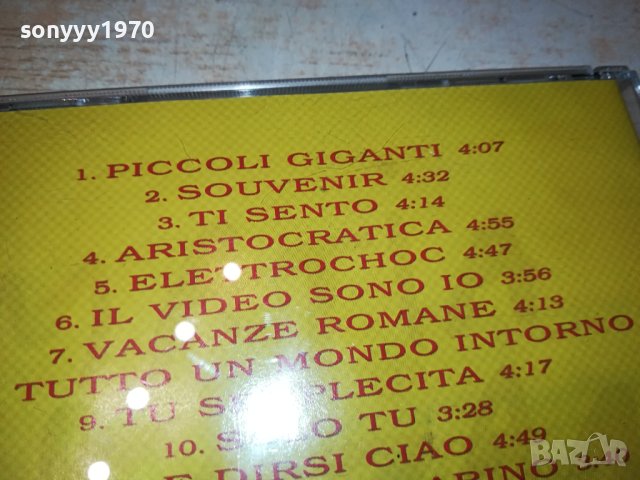 sonyyy1970
1. PICCOLI GIGANTI 4:07
2. SOUVENIR 4:32
3. TI SENTO 4:14
4. ARISTOCRATICA 4:55
5. ELETTROCHOC 4:47
6. IL VIDEO SONO IO 3:56
7. VACANZE ROMANE 4:13
TUTTO UN MONDO INTORNO
9. TU 4:17
10. TU 3:28
E DIRSI CIAO 4:49
BAZAR